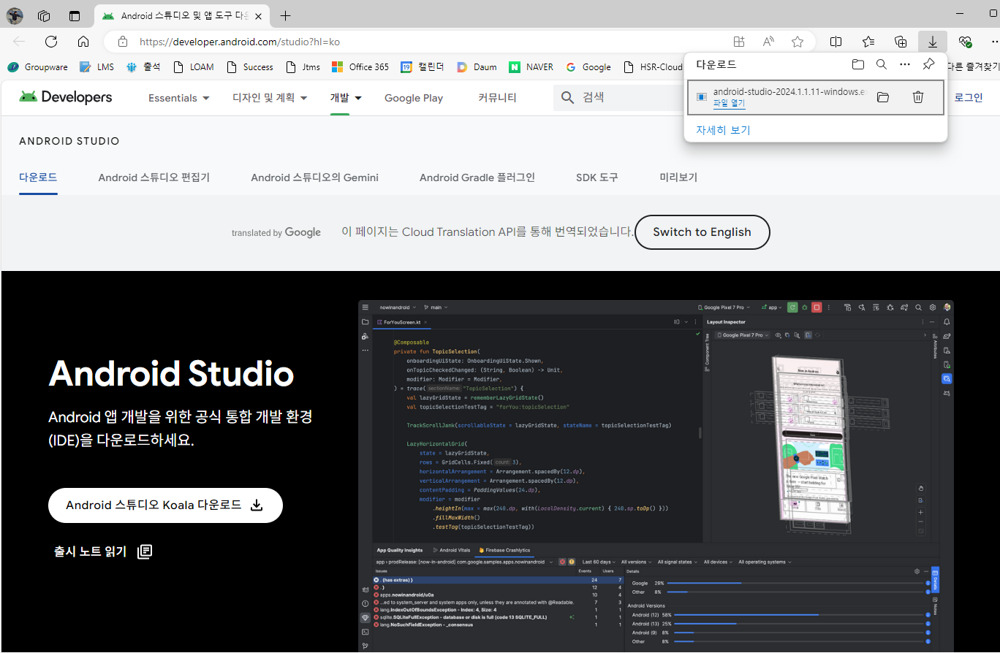 Android 스튜디오 및 앱 도구 다운
https://developer.android.com/studio?hl=ko
Groupware
LMS
출석
LOAM
Success
Jtms
Office 365
캘린더
Daum
NAVER
Google
HSR-Cloud
다른 즐겨찾기
다운로드
android-studio-2024.1.1.11-windows.ex
파일 열기
자세히 보기
Developers
Essentials
디자인 및 계획
개발
Google Play
커뮤니티
검색
로그인
ANDROID STUDIO
다운로드
Android 스튜디오 편집기
Android 스튜디오의 Gemini
Android Gradle 플러그인
SDK 도구
미리보기
translated by Google
이 페이지는 Cloud Translation API를 통해 번역되었습니다.
Switch to English
Android Studio
Android 앱 개발을 위한 공식 통합 개발 환경
(IDE)을 다운로드하세요.
Android 스튜디오 Koala 다운로드
출시 노트 읽기
nowinandroid
main
Google Pixel 7 Pro
app
ForYouScreen.kt
Layout Inspector
Google Pixel 7 Pro
Component Tree
Attributes
@Composable
private fun TopicSelection(
onboardingUiState: OnboardingUiState.Shown,
onTopicCheckedChanged: (String, Boolean) -> Unit,
modifier: Modifier = Modifier,
) = trace( sectionName: "TopicSelection") {
val lazyGridState = rememberLazyGridState()
val topicSelectionTestTag = "forYou:topicSelection"
TrackScrollJank(scrollableState = lazyGridState, stateName = topicSelectionTestTag)
LazyHorizontalGrid(
state = lazyGridState,
rows = GridCells.Fixed( count: 3),
horizontalArrangement = Arrangement.spacedBy(12.dp),
verticalArrangement = Arrangement.spacedBy(12.dp),
contentPadding = PaddingValues(24.dp),
modifier = modifier
.heightIn(max = max(240.dp, with(LocalDensity.current) { 240.sp.toDp() }))
.fillMaxWidth()
.testTag(topicSelectionTestTag))
App Quality Insights
Android Vitals
Firebase Crashlytics
app › prodRelease: [now-in-android] com.google.samples.apps.nowinandroid
Last 60 days
All versions
All signal states
All devices
All operating systems
Issues
Events
Users
Details
. (has extras) }
24
7
. }
12
4
apps.nowinandroid/u0a
10
4
...ed to system_server and system apps only, unless they are annotated with @Readable.
7
3
lang.IndexOutOfBoundsException - Index: 4, Size: 4
1
1
sqlite.SQLiteFullException - database or disk is full (code 13 SQLITE_FULL)
1
1
lang.NoSuchFieldException - _consensus
1
1
Google 29%
Other 8%
Android Versions
Android (12) 58%
Android (13) 25%
Android (9) 8%
Other 8%
Details
Notes